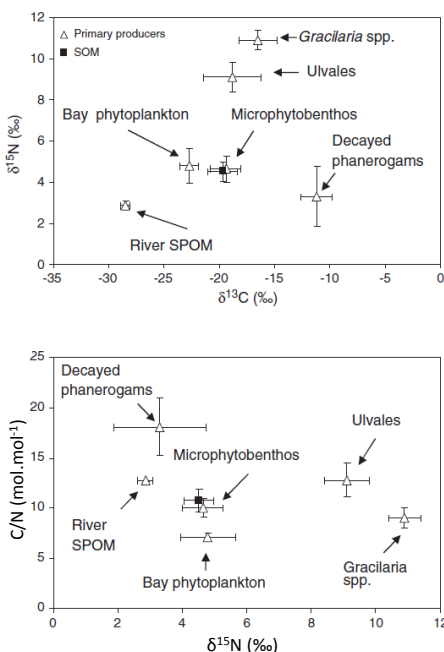 12
10
8
6
4
2
0
δ¹⁵N (‰)
Primary producers
SOM
Gracilaria spp.
Ulvales
Bay phytoplankton
Microphytobenthos
Decayed
phanerogams
River SPOM
-35 -30 -25 -20 -15 -10 -5 0
δ¹³C (‰)
25
20
15
10
5
0
C/N (mol.mol⁻¹)
Decayed
phanerogams
Ulvales
Microphytobenthos
River
SPOM
Bay phytoplankton
Gracilaria
spp.
0 2 4 6 8 10 12
δ¹⁵N (‰)